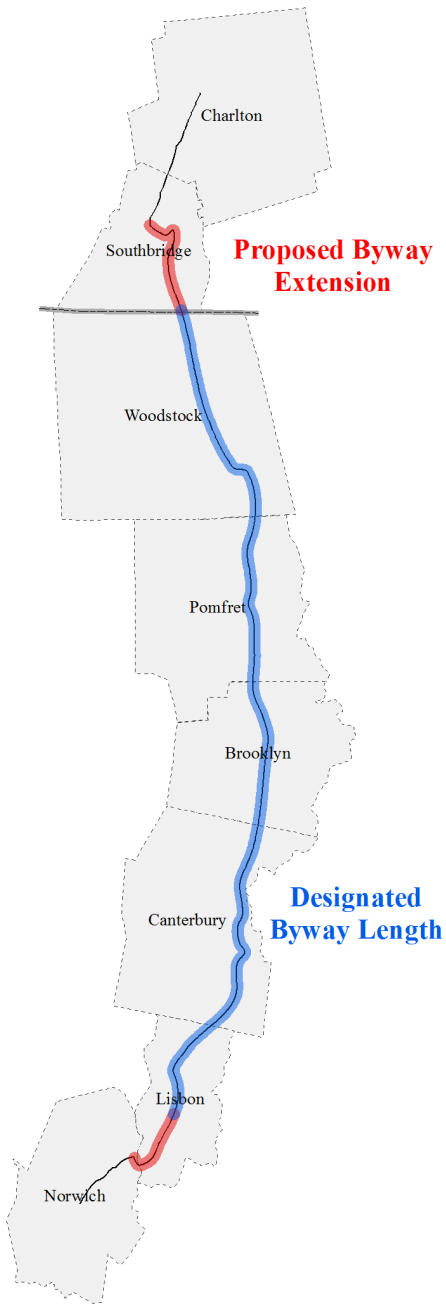 Charlton
Southbridge
Proposed Byway
Extension
Woodstock
Pomfret
Brooklyn
Designated
Byway Length
Canterbury
Lisbon
Norwich